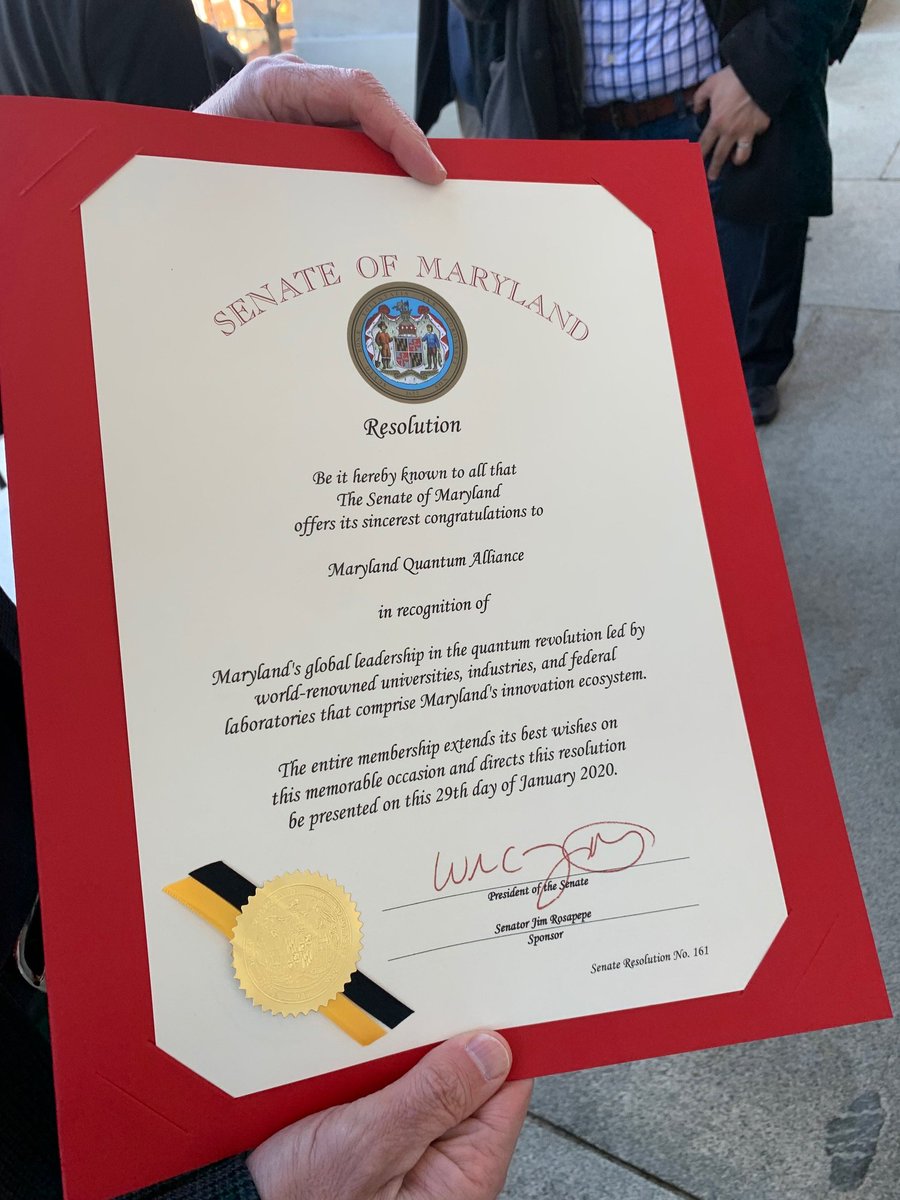 SENATE OF MARYLAND
Resolution
Be it hereby known to all that
The Senate of Maryland
offers its sincerest congratulations to
Maryland Quantum Alliance
in recognition of
Maryland's global leadership in the quantum revolution led by
world-renowned universities, industries, and federal
laboratories that comprise Maryland's innovation ecosystem.
The entire membership extends its best wishes on
this memorable occasion and directs this resolution
be presented on this 29th day of January 2020.
President of the Senate
Senator Jim Rosapepe
Sponsor
Senate Resolution No. 161